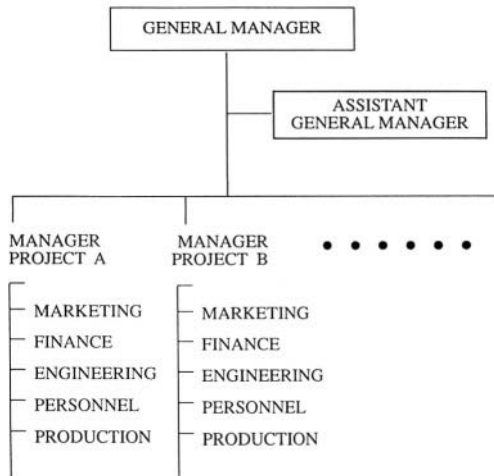 GENERAL MANAGER
ASSISTANT
GENERAL MANAGER
MANAGER
PROJECT A
MARKETING
FINANCE
ENGINEERING
PERSONNEL
PRODUCTION
MANAGER
PROJECT B
MARKETING
FINANCE
ENGINEERING
PERSONNEL
PRODUCTION